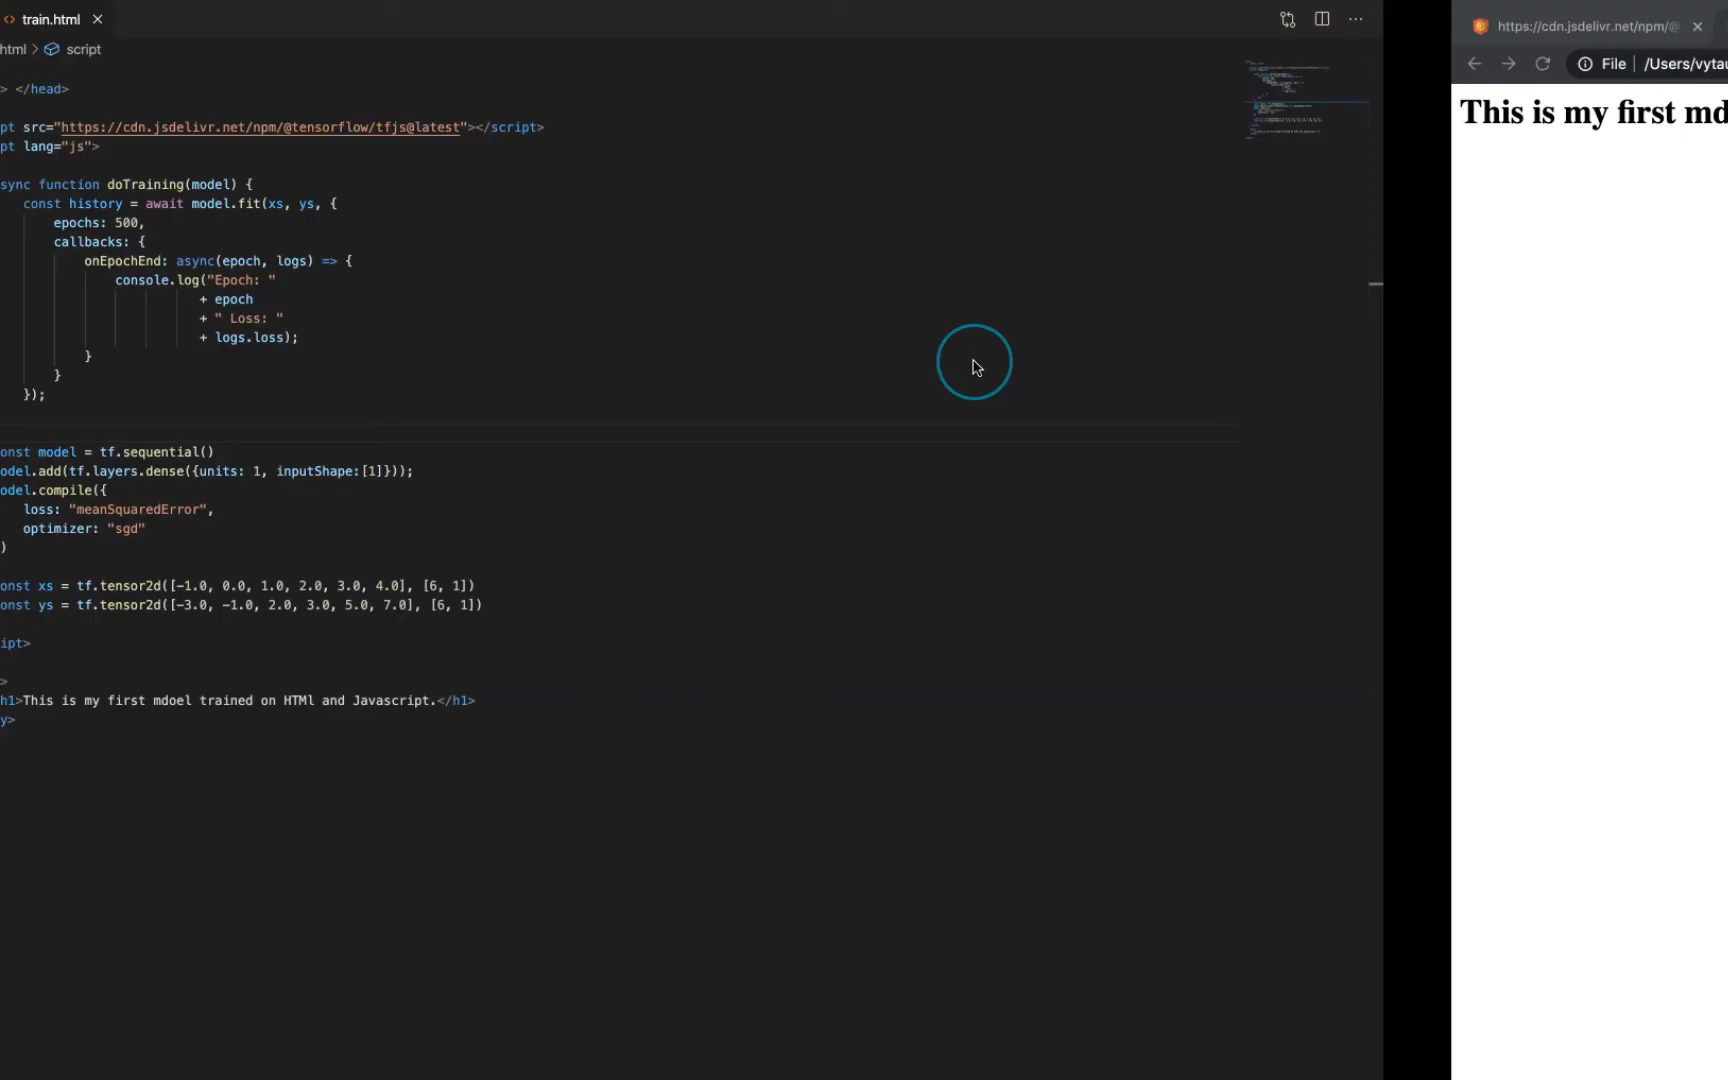 train.html
html > script
> </head>
pt src="https://cdn.jsdelivr.net/npm/@tensorflow/tfjs@latest"></script>
pt lang="js">
sync function doTraining(model) {
const history = await model.fit(xs, ys, {
epochs: 500,
callbacks: {
onEpochEnd: async(epoch, logs) => {
console.log("Epoch: "
+ epoch
+ " Loss: "
+ logs.loss);
}
}
});
onst model = tf.sequential()
odel.add(tf.layers.dense({units: 1, inputShape:[1]}));
odel.compile({
loss: "meanSquaredError",
optimizer: "sgd"
)
onst xs = tf.tensor2d([-1.0, 0.0, 1.0, 2.0, 3.0, 4.0], [6, 1])
onst ys = tf.tensor2d([-3.0, -1.0, 2.0, 3.0, 5.0, 7.0], [6, 1])
ipt>
>
h1>This is my first mdoel trained on HTMl and Javascript.</h1>
y>
https://cdn.jsdelivr.net/npm/@
File | /Users/vytau
This is my first md